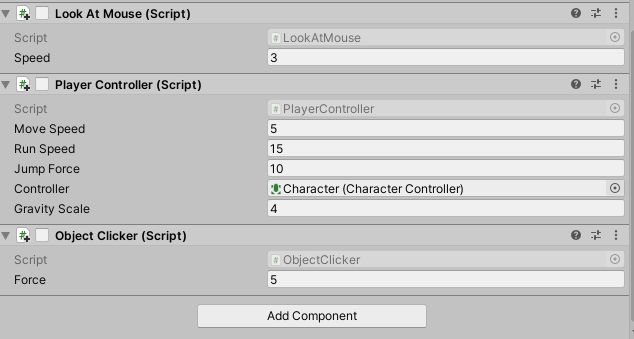 Look At Mouse (Script)
Script # LookAtMouse
Speed 3
Player Controller (Script)
Script # PlayerController
Move Speed 5
Run Speed 15
Jump Force 10
Controller Character (Character Controller)
Gravity Scale 4
Object Clicker (Script)
Script # ObjectClicker
Force 5
Add Component